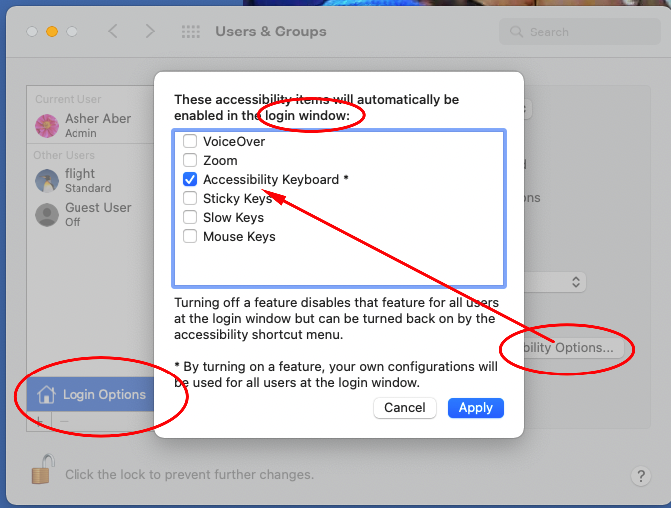 Users & Groups
Search
Current User
Asher Aber
Acmin
Other Users
flight
Standard
Guest User
Off
Login Options
+
–
Click the lock to prevent further changes.
?
These accessibility items will automatically be
enabled in the login window:
VoiceOver
Zoom
Accessibility Keyboard *
Sticky Keys
Slow Keys
Mouse Keys
Turning off a feature disables that feature for all users
at the login window but can be turned back on by the
accessibility shortcut menu.
* By turning on a feature, your own configurations will
be used for all users at the login window.
Cancel
Apply
ons
bility Options...